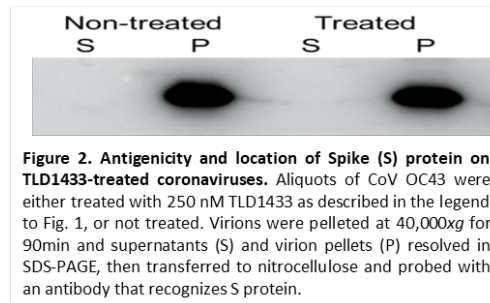 Non-treated Treated
S P S P
Figure 2. Antigenicity and location of Spike (S) protein on
TLD1433-treated coronaviruses. Aliquots of CoV OC43 were
either treated with 250 nM TLD1433 as described in the legend
to Fig. 1, or not treated. Virions were pelleted at 40,000xg for
90min and supernatants (S) and virion pellets (P) resolved in
SDS-PAGE, then transferred to nitrocellulose and probed with
an antibody that recognizes S protein.